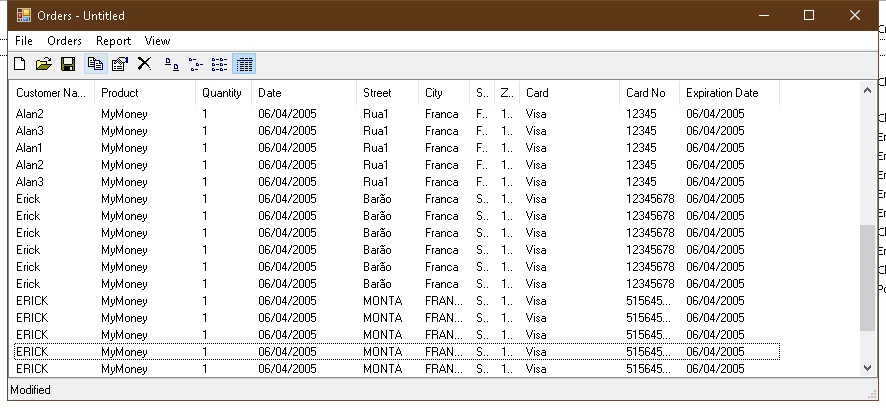 Orders - Untitled
File Orders Report View
Customer Na... Product Quantity Date Street City S.. Z.. Card Card No Expiration Date
Alan2 MyMoney 1 06/04/2005 Rua1 Franca F.. 1.. Visa 12345 06/04/2005
Alan3 MyMoney 1 06/04/2005 Rua1 Franca F.. 1.. Visa 12345 06/04/2005
Alan1 MyMoney 1 06/04/2005 Rua1 Franca F.. 1.. Visa 12345 06/04/2005
Alan2 MyMoney 1 06/04/2005 Rua1 Franca F.. 1.. Visa 12345 06/04/2005
Alan3 MyMoney 1 06/04/2005 Rua1 Franca F.. 1.. Visa 12345 06/04/2005
Erick MyMoney 1 06/04/2005 Barão Franca S.. 1.. Visa 12345678 06/04/2005
Erick MyMoney 1 06/04/2005 Barão Franca S.. 1.. Visa 12345678 06/04/2005
Erick MyMoney 1 06/04/2005 Barão Franca S.. 1.. Visa 12345678 06/04/2005
Erick MyMoney 1 06/04/2005 Barão Franca S.. 1.. Visa 12345678 06/04/2005
Erick MyMoney 1 06/04/2005 Barão Franca S.. 1.. Visa 12345678 06/04/2005
Erick MyMoney 1 06/04/2005 Barão Franca S.. 1.. Visa 12345678 06/04/2005
ERICK MyMoney 1 06/04/2005 MONTA FRAN... S.. 1.. Visa 515645... 06/04/2005
ERICK MyMoney 1 06/04/2005 MONTA FRAN... S.. 1.. Visa 515645... 06/04/2005
ERICK MyMoney 1 06/04/2005 MONTA FRAN... S.. 1.. Visa 515645... 06/04/2005
ERICK MyMoney 1 06/04/2005 MONTA FRAN... S.. 1.. Visa 515645... 06/04/2005
ERICK MyMoney 1 06/04/2005 MONTA FRAN... S.. 1.. Visa 515645... 06/04/2005
Modified